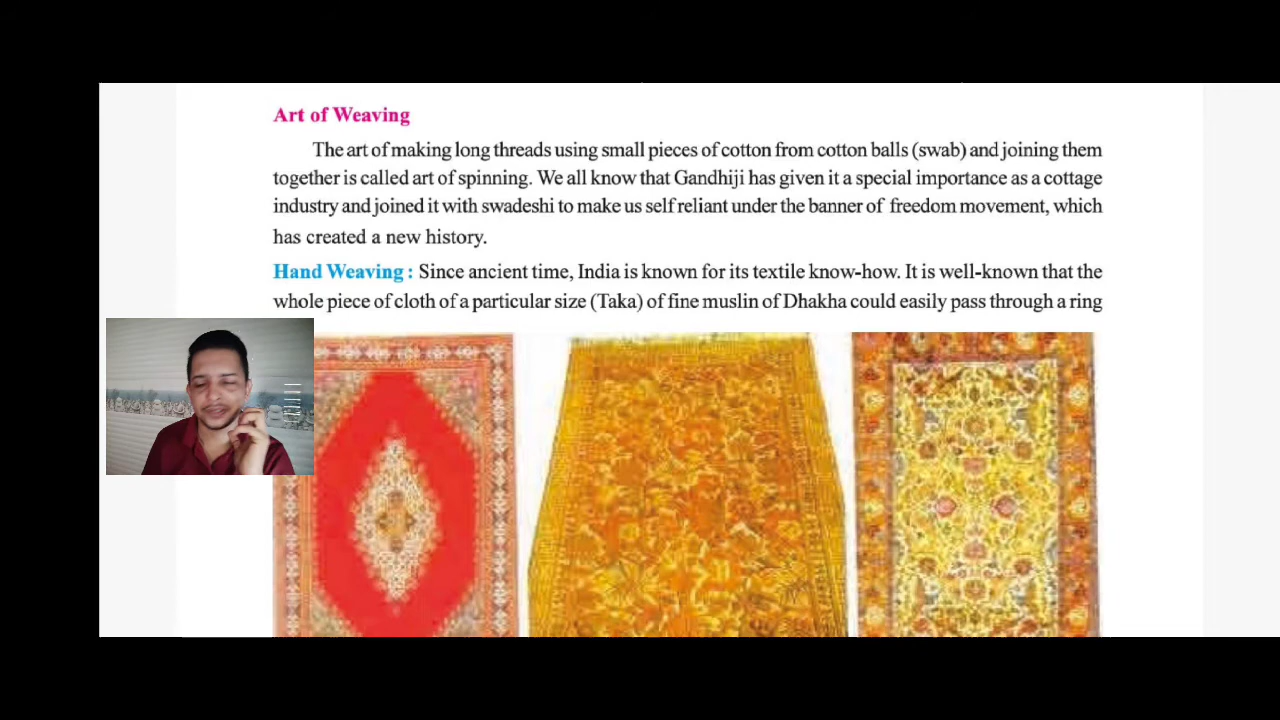 Art of Weaving
The art of making long threads using small pieces of cotton from cotton balls (swab) and joining them
together is called art of spinning. We all know that Gandhiji has given it a special importance as a cottage
industry and joined it with swadeshi to make us self reliant under the banner of freedom movement, which
has created a new history.
Hand Weaving : Since ancient time, India is known for its textile know-how. It is well-known that the
whole piece of cloth of a particular size (Taka) of fine muslin of Dhakha could easily pass through a ring